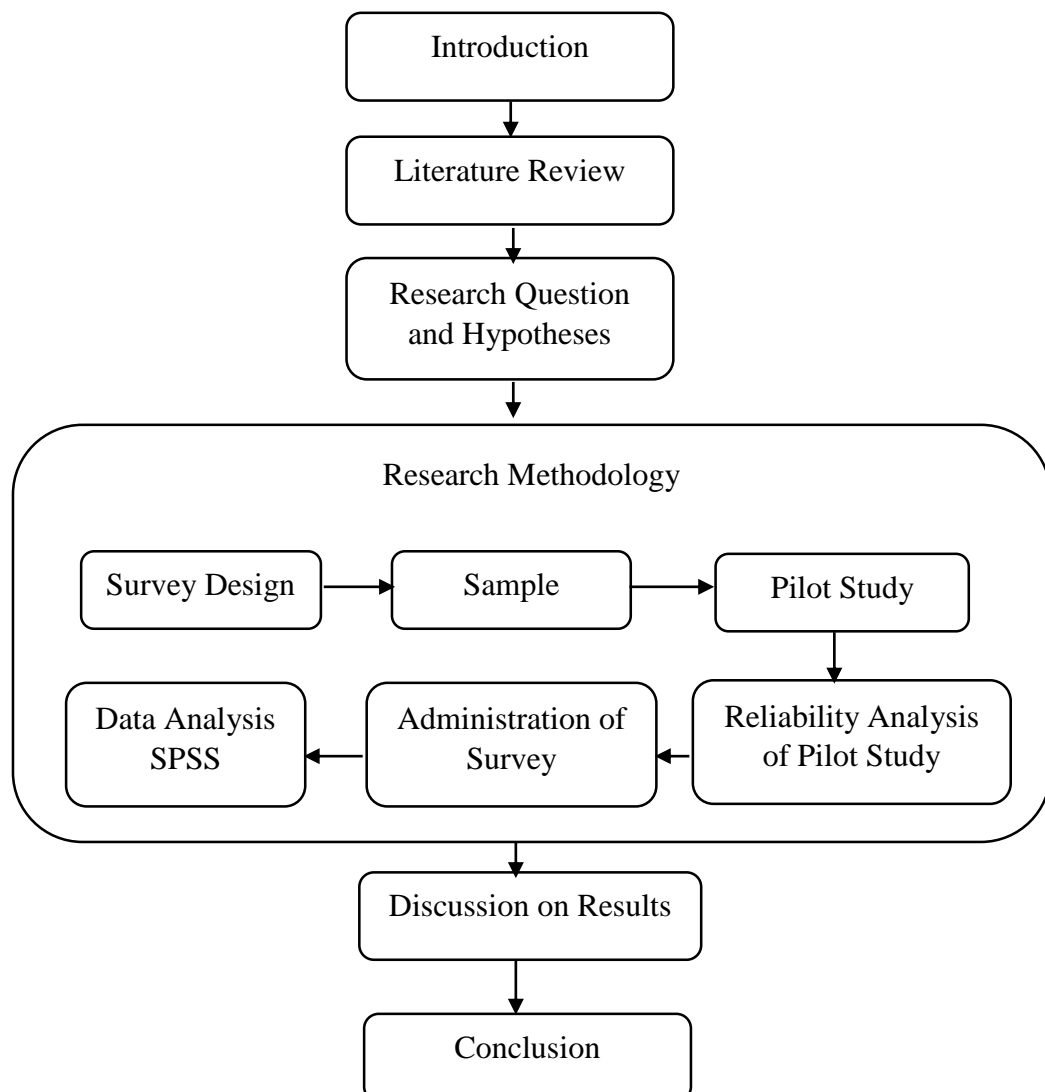 Introduction
Literature Review
Research Question
and Hypotheses
Research Methodology
Survey Design
Sample
Pilot Study
Reliability Analysis
of Pilot Study
Administration of
Survey
Data Analysis
SPSS
Discussion on Results
Conclusion